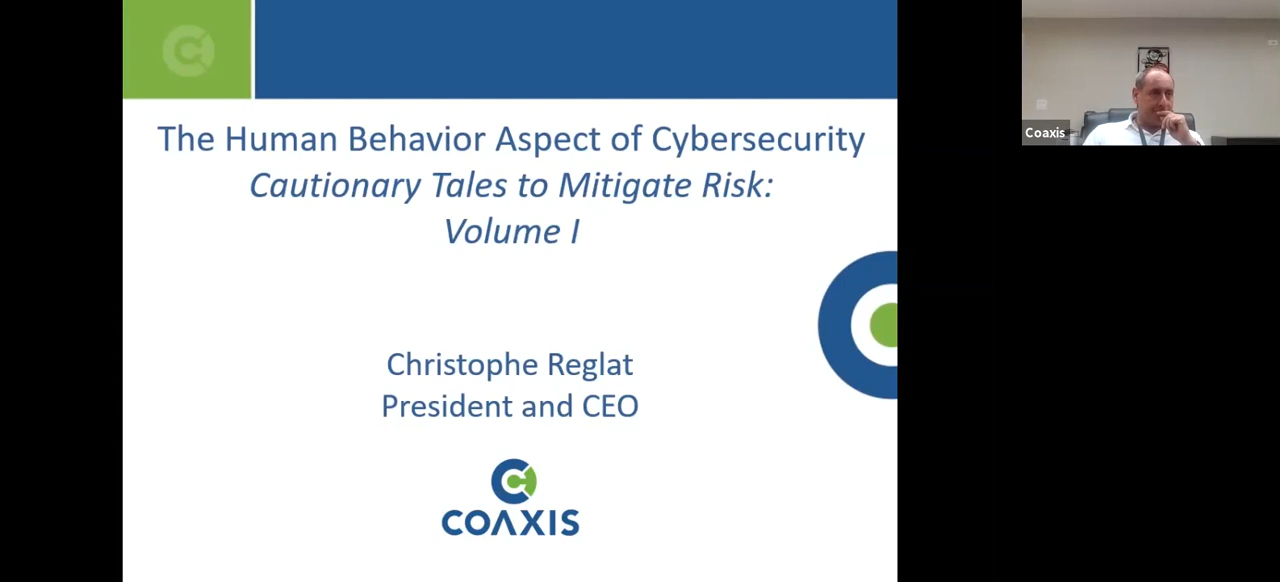 The Human Behavior Aspect of Cybersecurity
Cautionary Tales to Mitigate Risk:
Volume I
Christophe Reglat
President and CEO
COAXIS
Coaxis